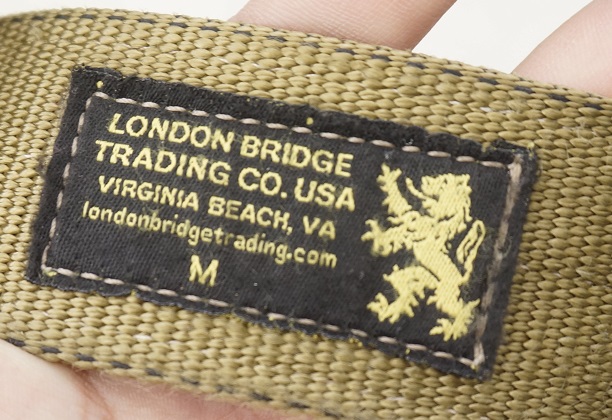 LONDON BRIDGE
TRADING CO. USA
VIRGINIA BEACH, VA
londonbridgetrading.com
M